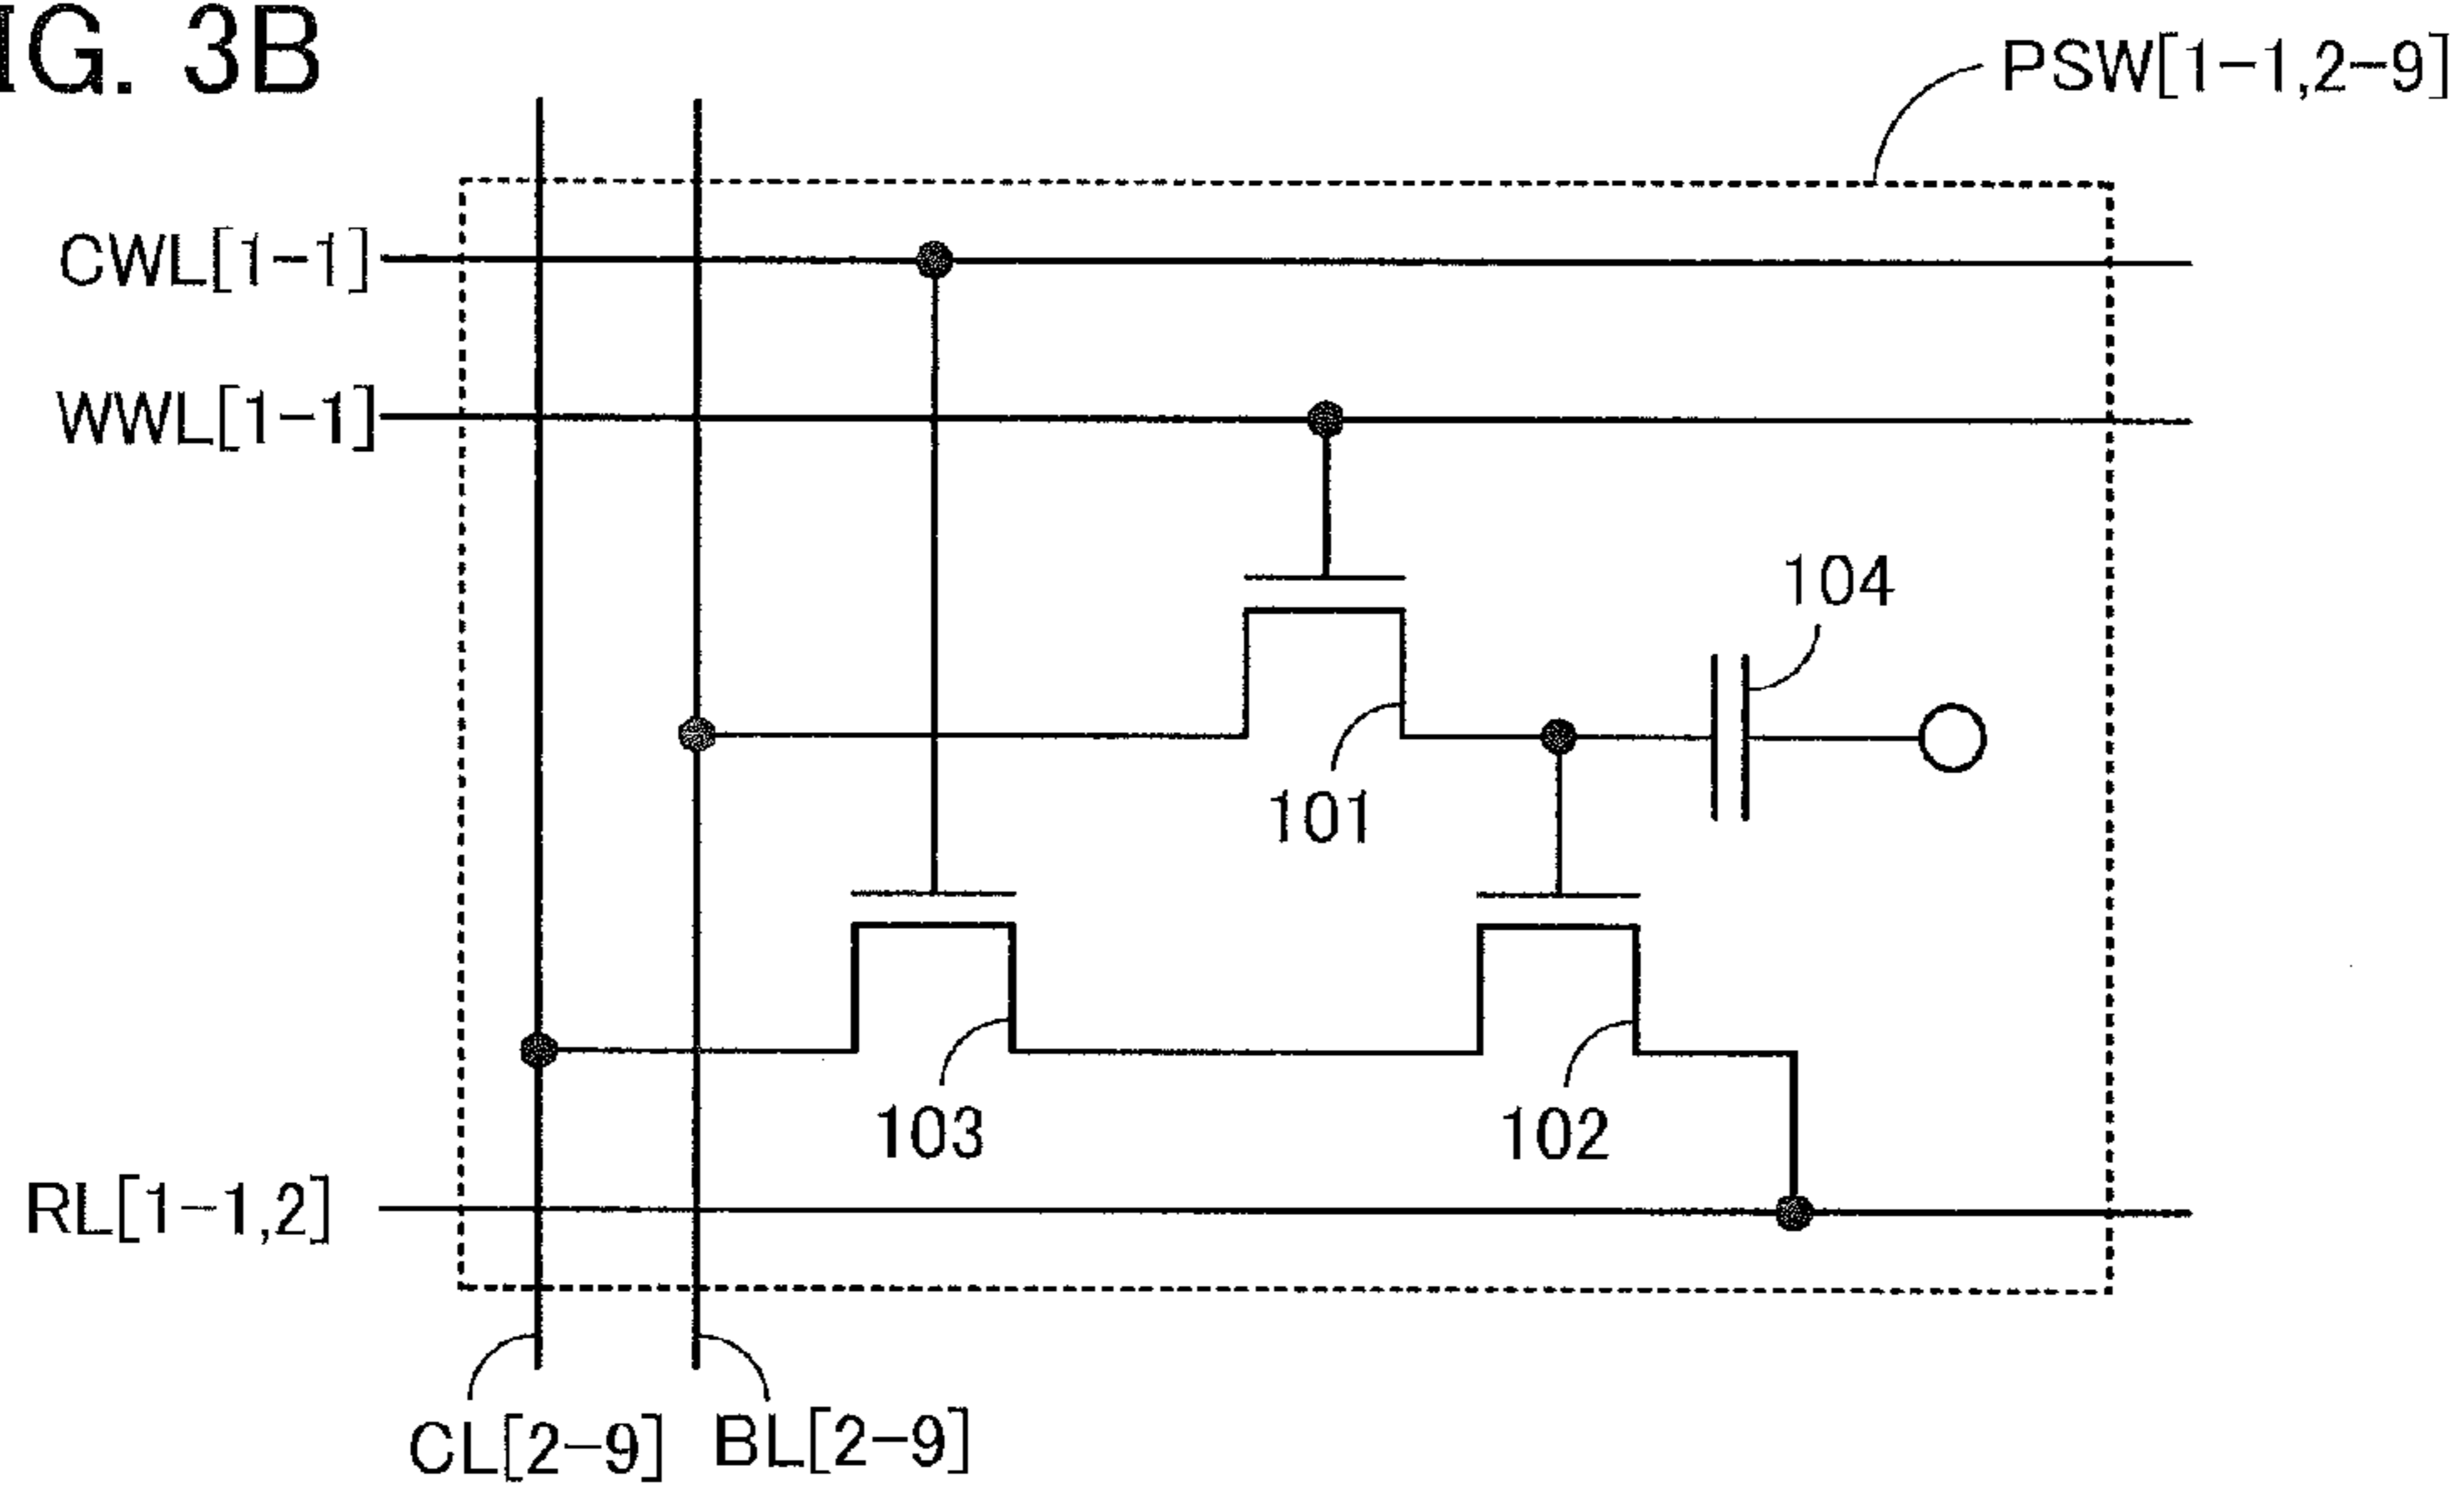 IG. 3B
PSW[1-1,2-9]
CWL[1-1]
WWL[1-1]
104
101
103
102
RL[1-1,2]
CL[2-9]
BL[2-9]